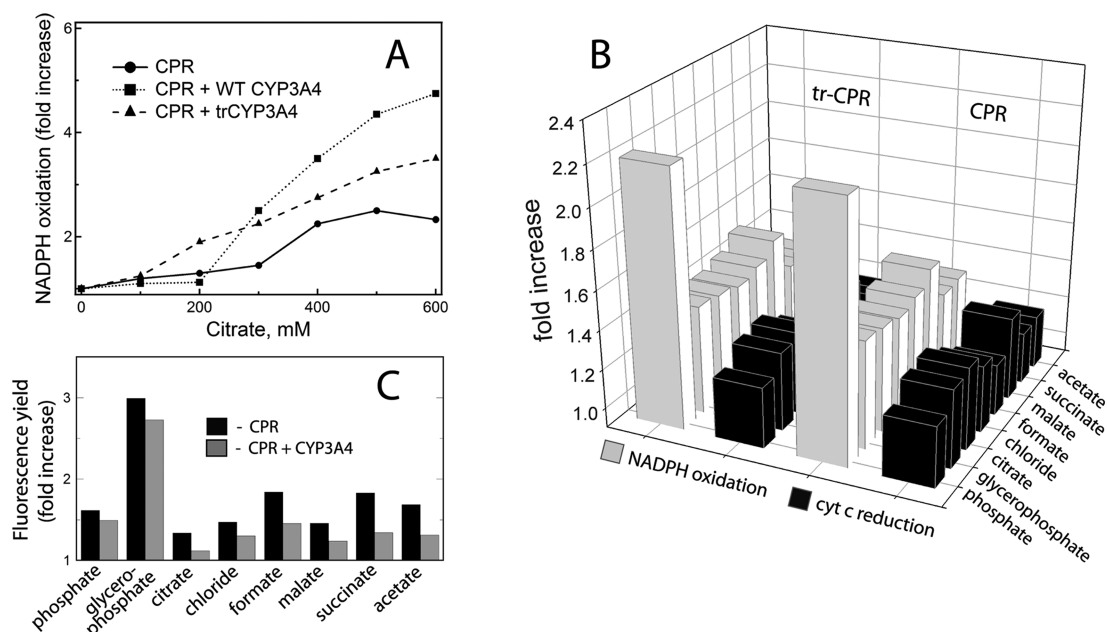 A
NADPH oxidation (fold increase)
6
4
2
CPR
CPR + WT CYP3A4
CPR + trCYP3A4
0
200
400
600
Citrate, mM
B
tr-CPR
CPR
fold increase
2.4
2.2
2.0
1.8
1.6
1.4
1.2
1.0
NADPH oxidation
cyt c reduction
acetate
succinate
malate
formate
chloride
citrate
glycerophosphate
phosphate
C
Fluorescence yield
(fold increase)
3
2
1
- CPR
- CPR + CYP3A4
phosphate
glycero-
phosphate
citrate
chloride
formate
malate
succinate
acetate